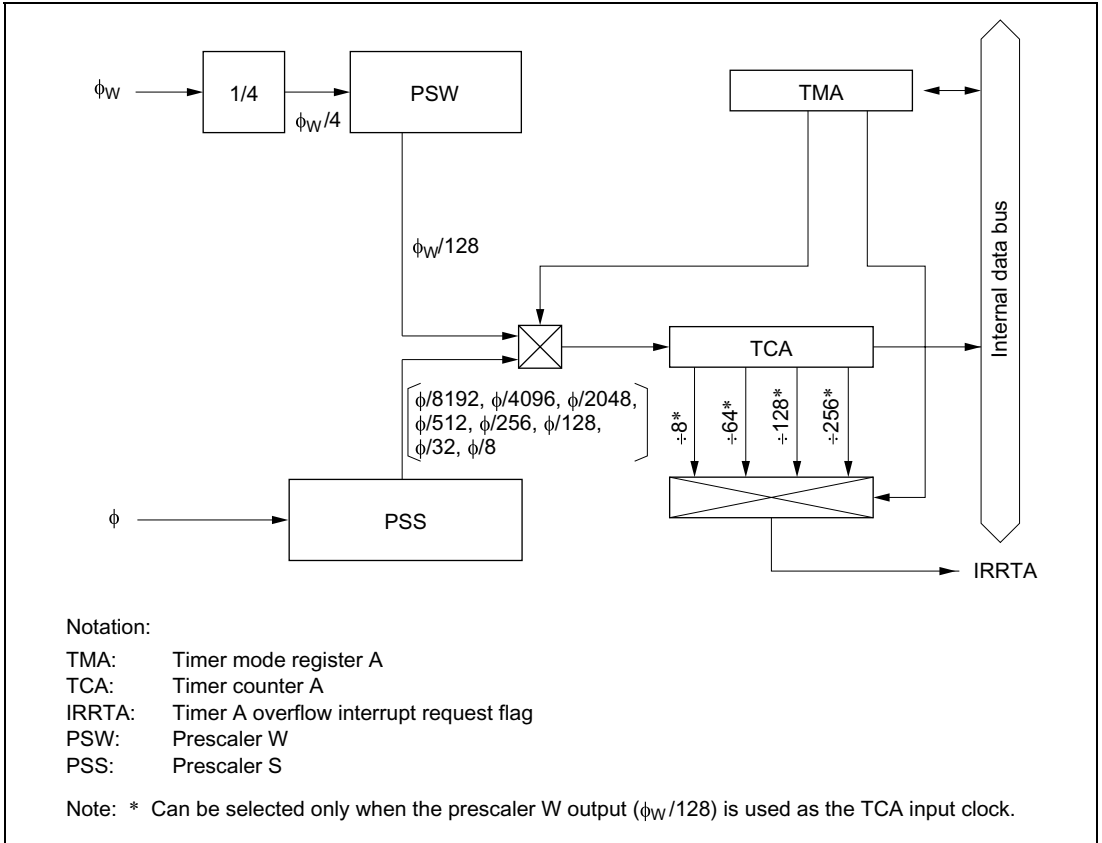 ϕW
1/4
ϕW/4
PSW
TMA
Internal data bus
ϕW/128
TCA
ϕ/8192, ϕ/4096, ϕ/2048,
ϕ/512, ϕ/256, ϕ/128,
ϕ/32, ϕ/8
÷8*
÷64*
÷128*
÷256*
ϕ
PSS
IRRTA
Notation:
TMA: Timer mode register A
TCA: Timer counter A
IRRTA: Timer A overflow interrupt request flag
PSW: Prescaler W
PSS: Prescaler S
Note: * Can be selected only when the prescaler W output (ϕW/128) is used as the TCA input clock.